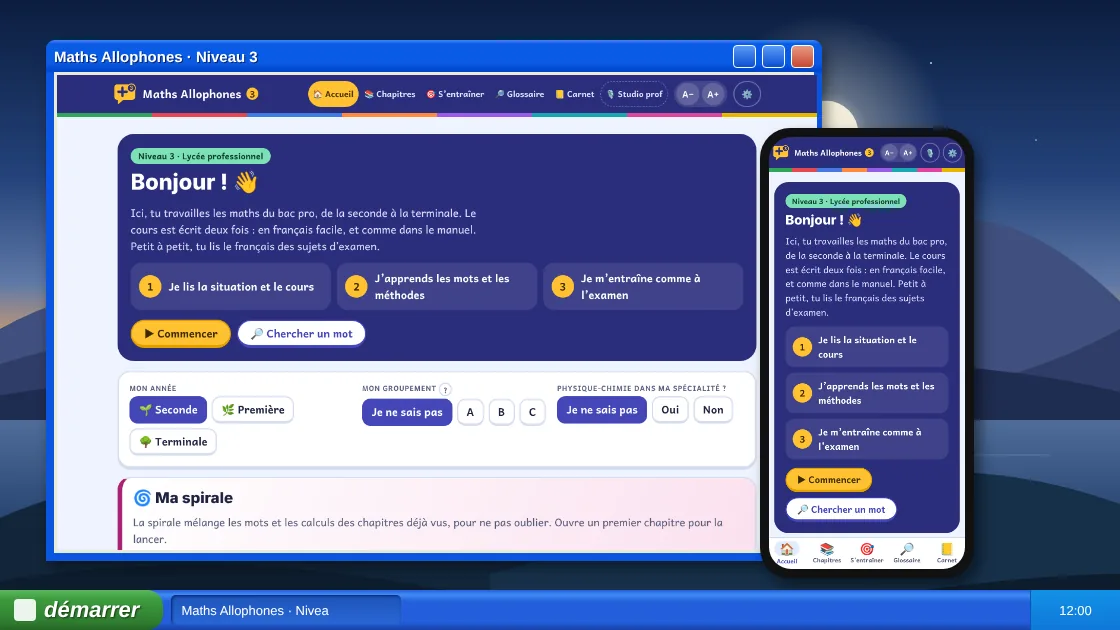 Maths Allophones · Niveau 3
Maths Allophones 3
Accueil
Chapitres
S'entraîner
Glossaire
Carnet
Studio prof
A−
A+
Niveau 3 · Lycée professionnel
Bonjour !
Ici, tu travailles les maths du bac pro, de la seconde à la terminale. Le
cours est écrit deux fois : en français facile, et comme dans le manuel.
Petit à petit, tu lis le français des sujets d'examen.
1 Je lis la situation et le cours
2 J'apprends les mots et les
méthodes
3 Je m'entraîne comme à
l'examen
Commencer
Chercher un mot
MON ANNÉE
Seconde
Première
Terminale
MON GROUPEMENT ?
Je ne sais pas
A
B
C
PHYSIQUE-CHIMIE DANS MA SPÉCIALITÉ ?
Je ne sais pas
Oui
Non
Ma spirale
La spirale mélange les mots et les calculs des chapitres déjà vus, pour ne pas oublier. Ouvre un premier chapitre pour la
lancer.
Maths Allophones 3
A−
A+
Niveau 3 · Lycée professionnel
Bonjour !
Ici, tu travailles les maths du bac pro,
de la seconde à la terminale. Le cours
est écrit deux fois : en français facile,
et comme dans le manuel. Petit à
petit, tu lis le français des sujets
d'examen.
1 Je lis la situation et le
cours
2 J'apprends les mots et les
méthodes
3 Je m'entraîne comme à
l'examen
Commencer
Chercher un mot
Accueil
Chapitres
S'entraîner
Glossaire
Carnet
démarrer
Maths Allophones · Nivea
12:00